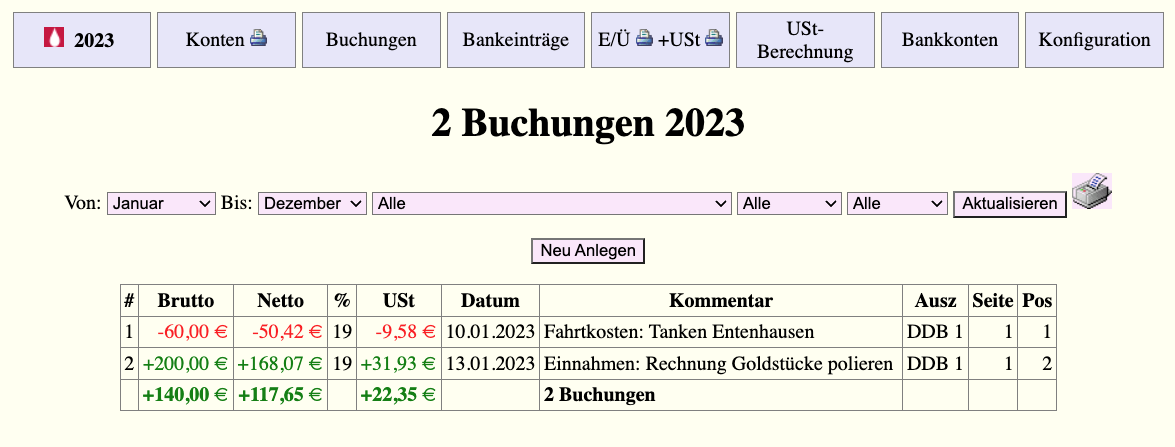 2023 Konten Buchungen Bankeinträge E/Ü +USt USt-
Berechnung Bankkonten Konfiguration
2 Buchungen 2023
Von: Januar Bis: Dezember Alle Alle Alle Aktualisieren
Neu Anlegen
# Brutto Netto % USt Datum Kommentar Ausz Seite Pos
1 -60,00 € -50,42 € 19 -9,58 € 10.01.2023 Fahrtkosten: Tanken Entenhausen DDB 1 1 1
2 +200,00 € +168,07 € 19 +31,93 € 13.01.2023 Einnahmen: Rechnung Goldstücke polieren DDB 1 1 2
+140,00 € +117,65 € +22,35 € 2 Buchungen